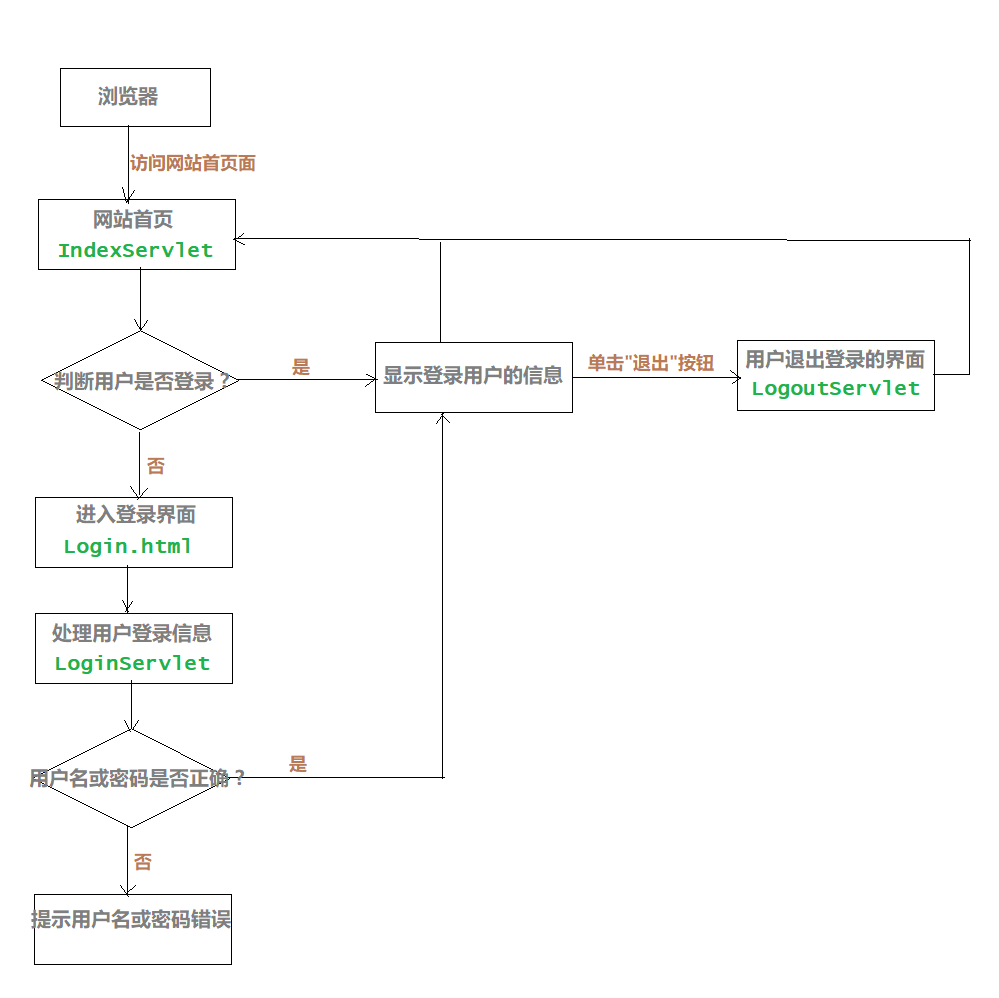 浏览器
访问网站首页面
网站首页
IndexServlet
判断用户是否登录？
是
显示登录用户的信息
单击"退出"按钮
用户退出登录的界面
LogoutServlet
否
进入登录界面
Login.html
处理用户登录信息
LoginServlet
用户名或密码是否正确？
是
否
提示用户名或密码错误